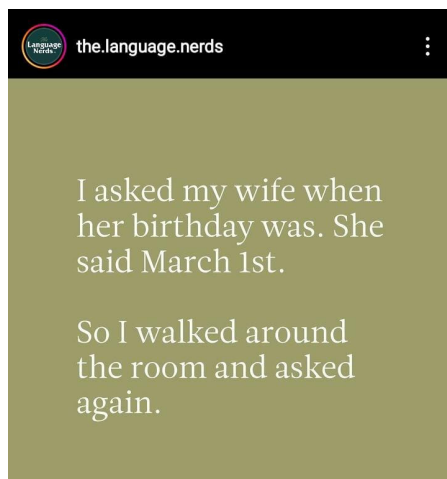 Language
Nerds
the.language.nerds
I asked my wife when
her birthday was. She
said March 1st.
So I walked around
the room and asked
again.